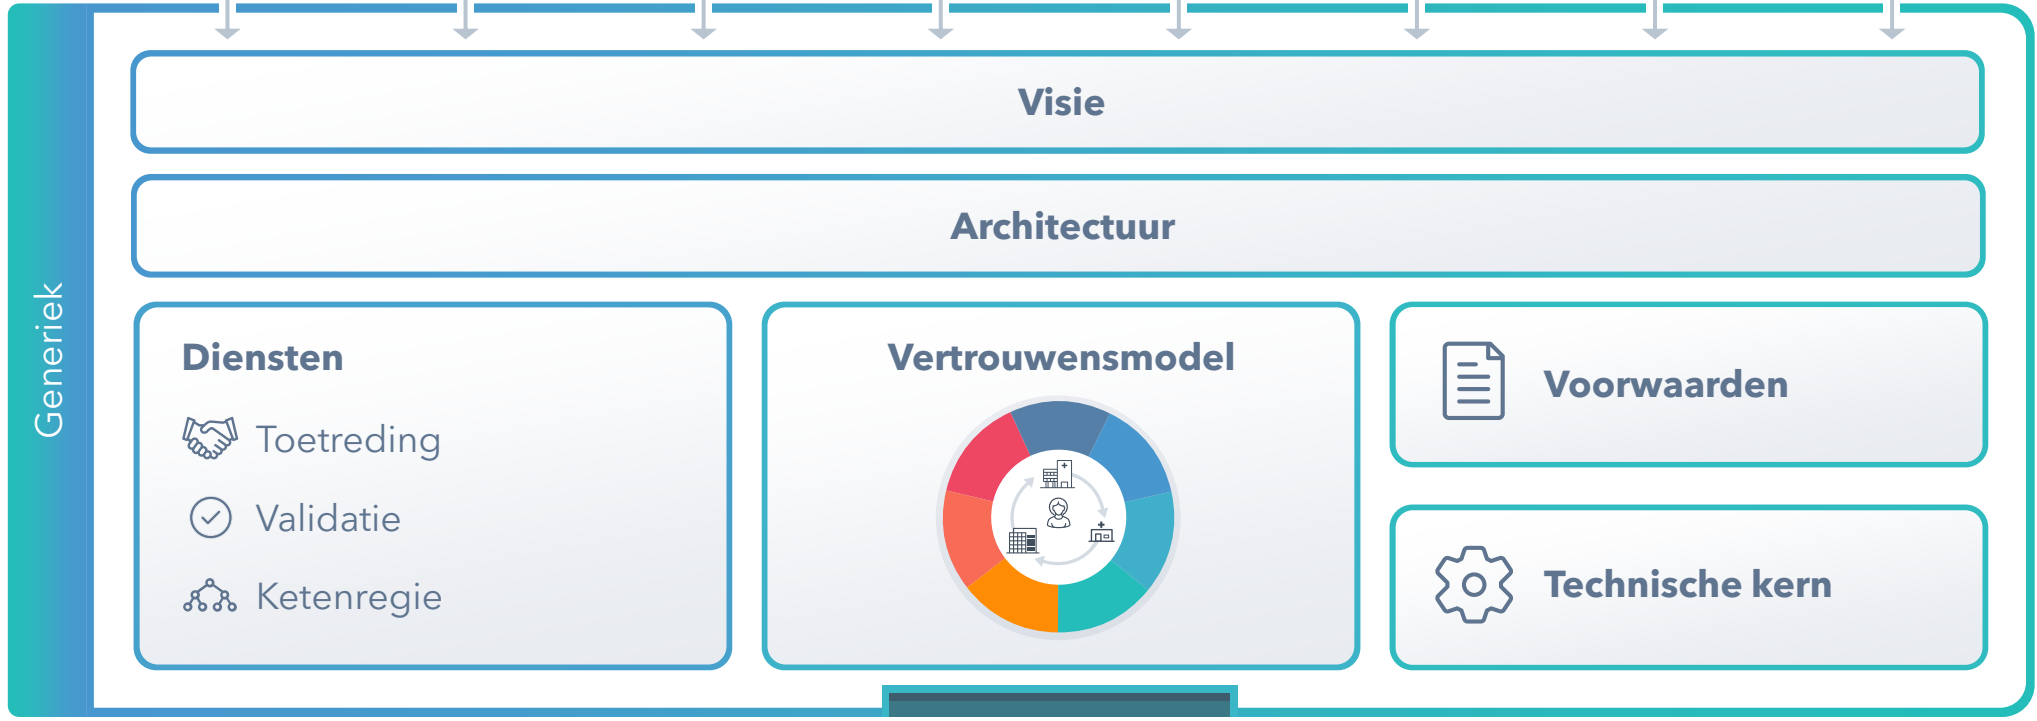 Generiek
Visie
Architectuur
Diensten
Toetreding
Validatie
Ketenregie
Vertrouwensmodel
Voorwaarden
Technische kern